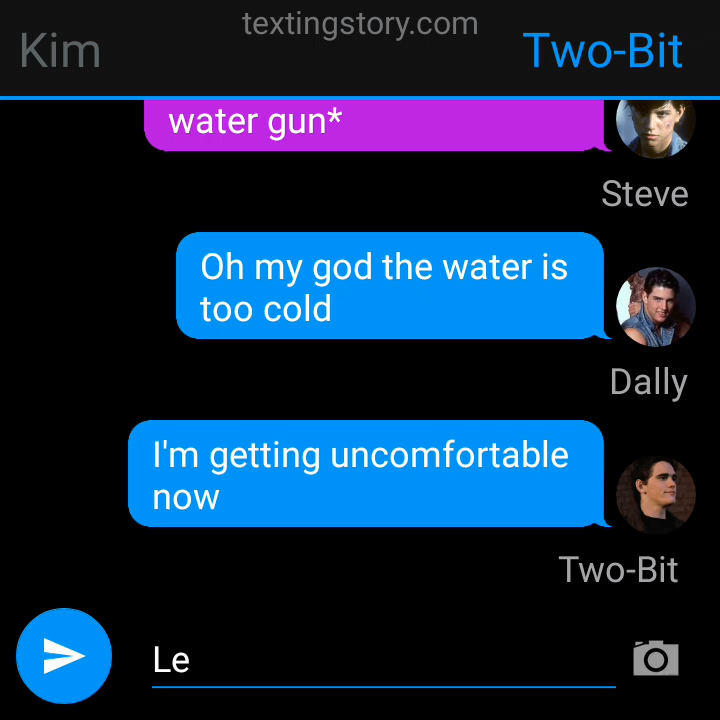 textingstory.com
Kim
Two-Bit
water gun*
Steve
Oh my god the water is
too cold
Dally
I'm getting uncomfortable
now
Two-Bit
Le